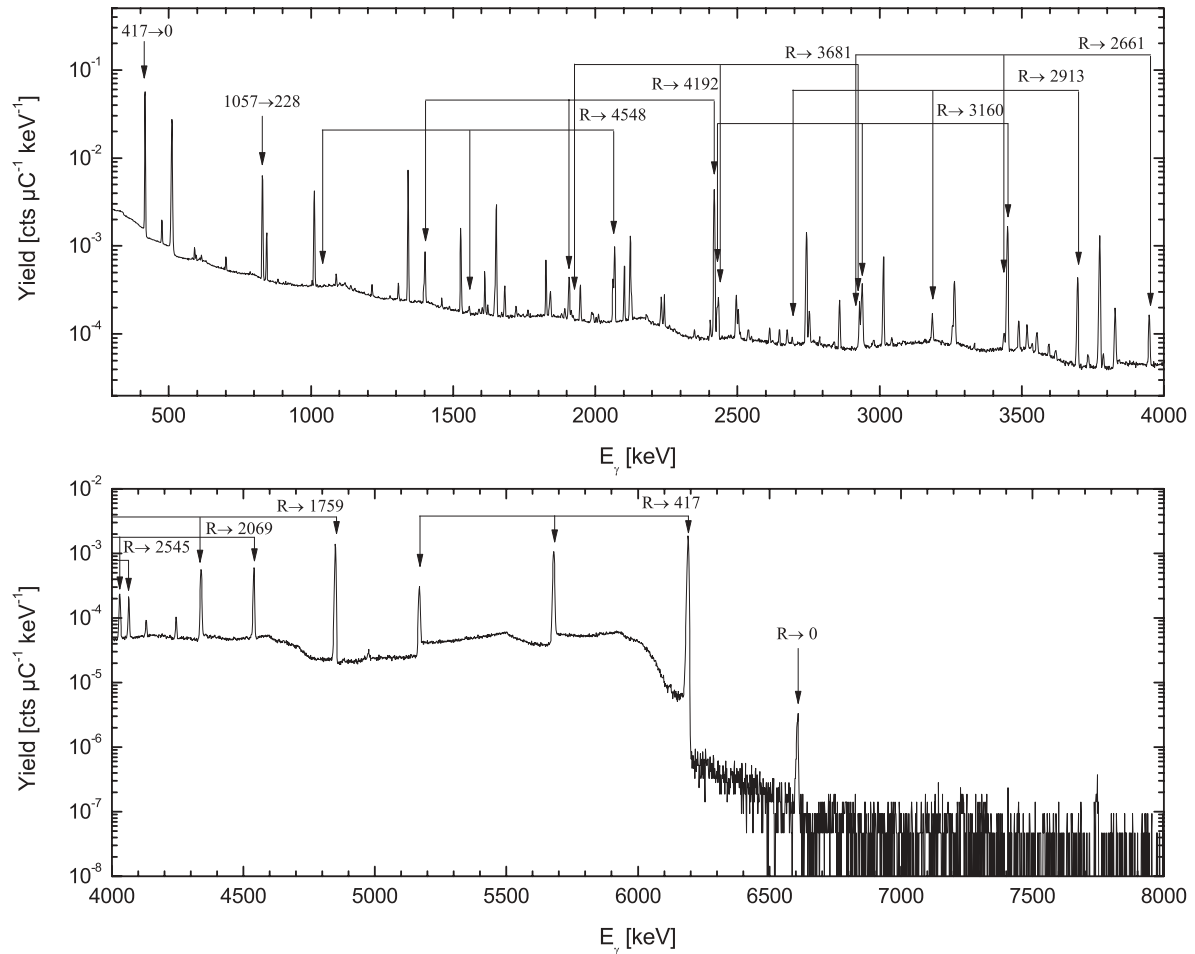 417→0
1057→228
R→ 4548
R→ 4192
R→ 3681
R→ 2661
R→ 2913
R→ 3160
10⁻¹
10⁻²
10⁻³
10⁻⁴
Yield [cts μC⁻¹ keV⁻¹]
500 1000 1500 2000 2500 3000 3500 4000
Eᵧ [keV]
R→ 1759
R→ 2069
R→ 2545
R→ 417
R→ 0
10⁻²
10⁻³
10⁻⁴
10⁻⁵
10⁻⁶
10⁻⁷
10⁻⁸
Yield [cts μC⁻¹ keV⁻¹]
4000 4500 5000 5500 6000 6500 7000 7500 8000
Eᵧ [keV]